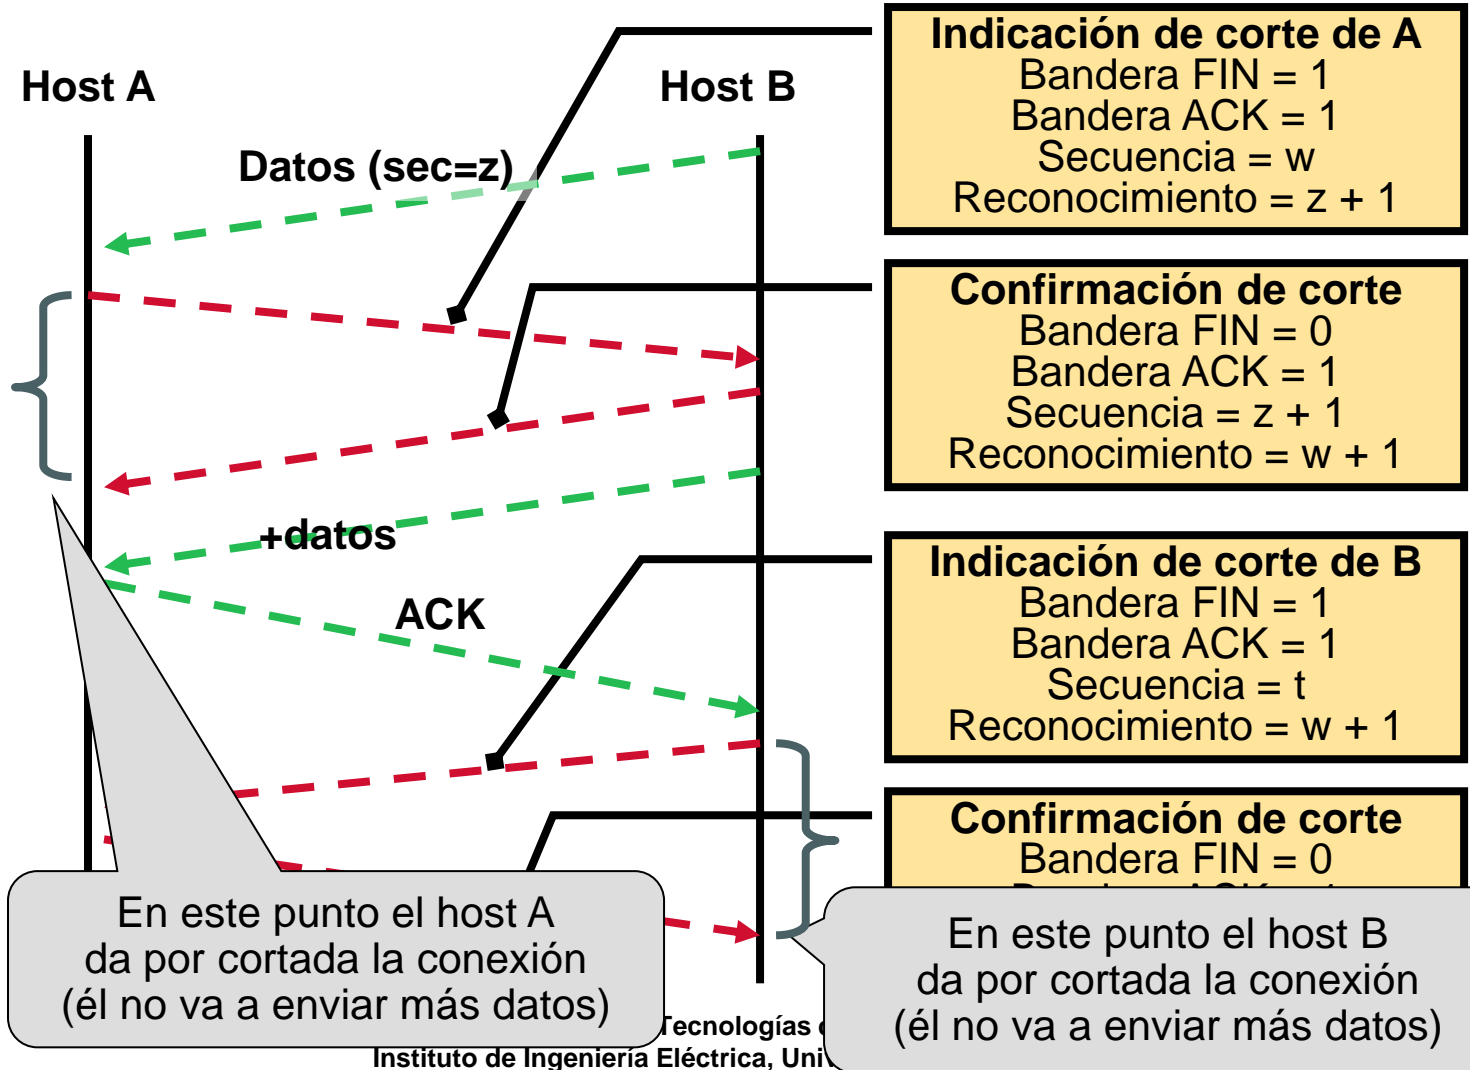 Host A
Host B
Datos (sec=z)
+datos
ACK
Indicación de corte de A
Bandera FIN = 1
Bandera ACK = 1
Secuencia = w
Reconocimiento = z + 1
Confirmación de corte
Bandera FIN = 0
Bandera ACK = 1
Secuencia = z + 1
Reconocimiento = w + 1
Indicación de corte de B
Bandera FIN = 1
Bandera ACK = 1
Secuencia = t
Reconocimiento = w + 1
Confirmación de corte
Bandera FIN = 0
En este punto el host A
da por cortada la conexión
(él no va a enviar más datos)
En este punto el host B
da por cortada la conexión
(él no va a enviar más datos)
Tecnologías
Instituto de Ingeniería Eléctrica,